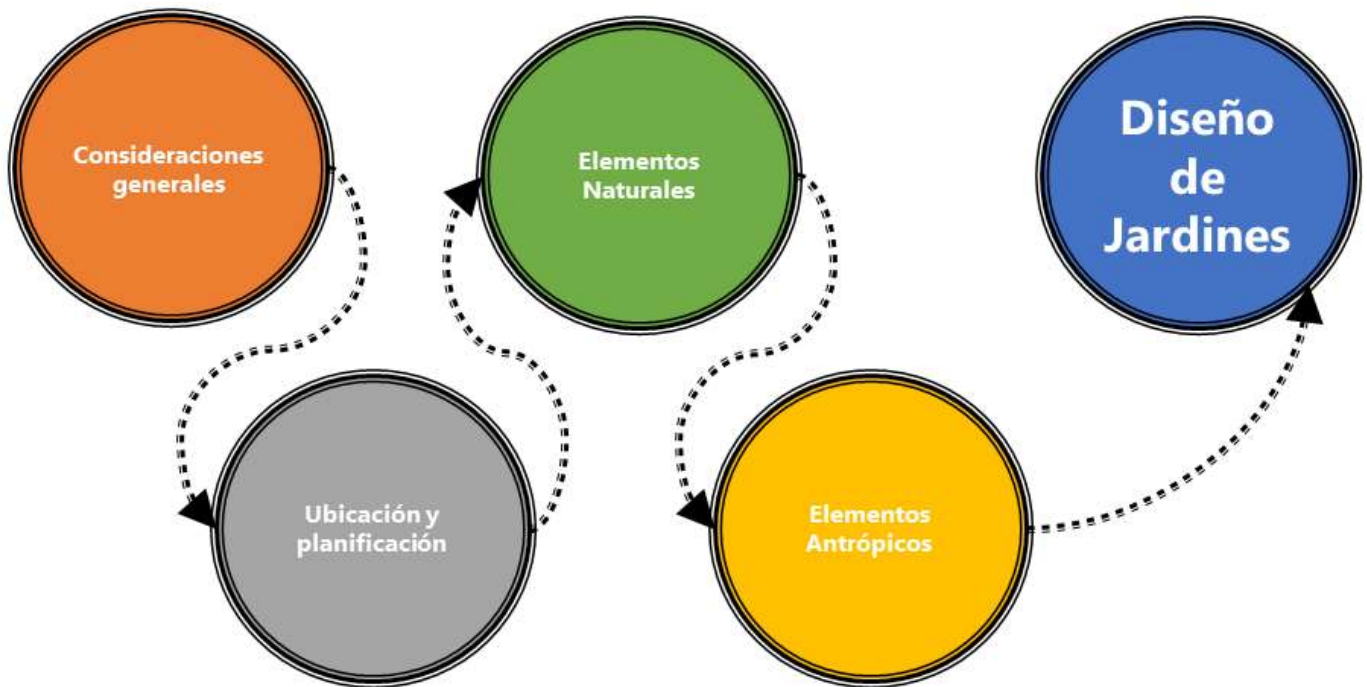 Consideraciones
generales
Ubicación y
planificación
Elementos
Naturales
Elementos
Antrópicos
Diseño
de
Jardines